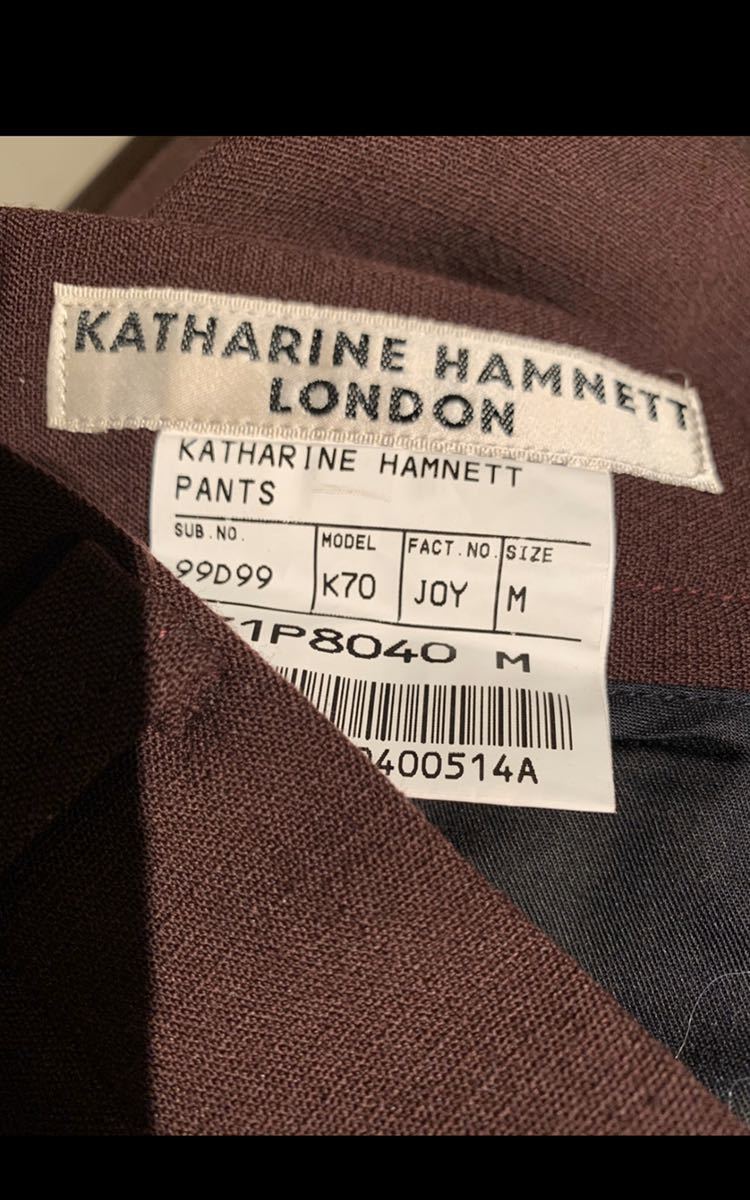 KATHARINE HAMNETT
LONDON
KATHARINE HAMNETT
PANTS
SUB.NO. MODEL FACT.NO. SIZE
99D99 K70 JOY M
1P8040 M
400514A